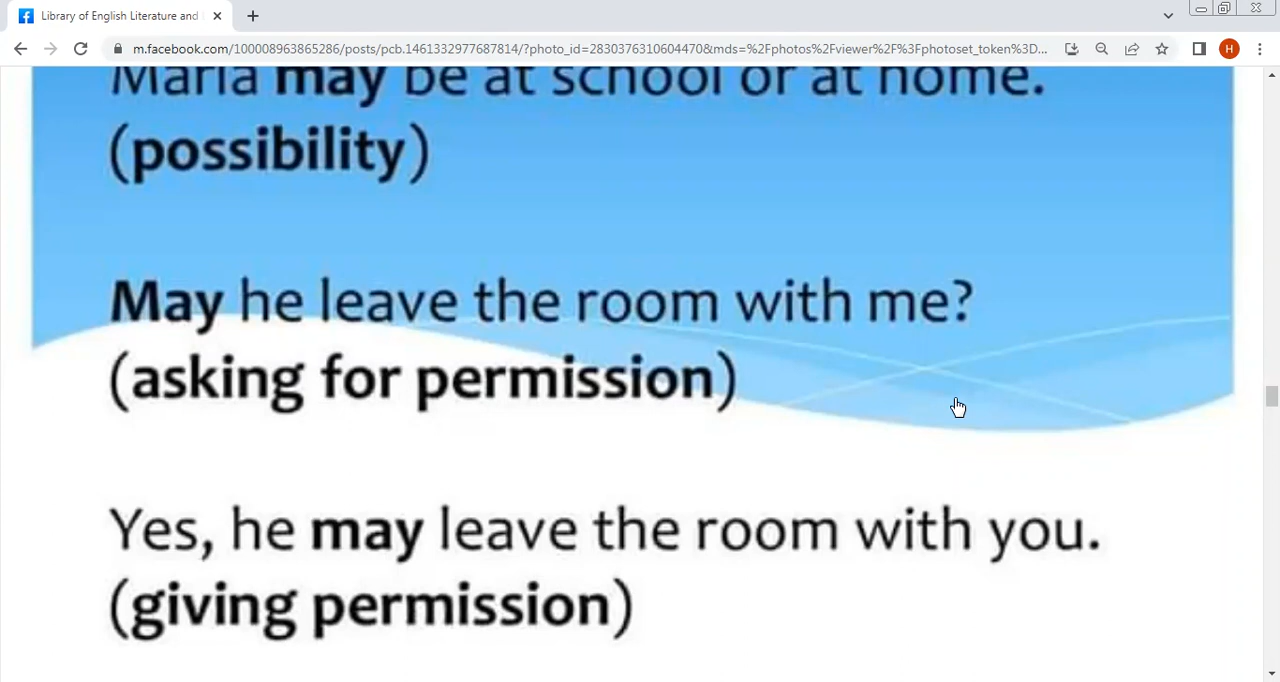 Library of English Literature and
m.facebook.com/100008963865286/posts/pcb.1461332977687814/?photo_id=2830376310604470&mds=%2Fphotos%2Fviewer%2F%3Fphotoset_token%3D...
H
Maria may be at school or at home.
(possibility)
May he leave the room with me?
(asking for permission)
Yes, he may leave the room with you.
(giving permission)